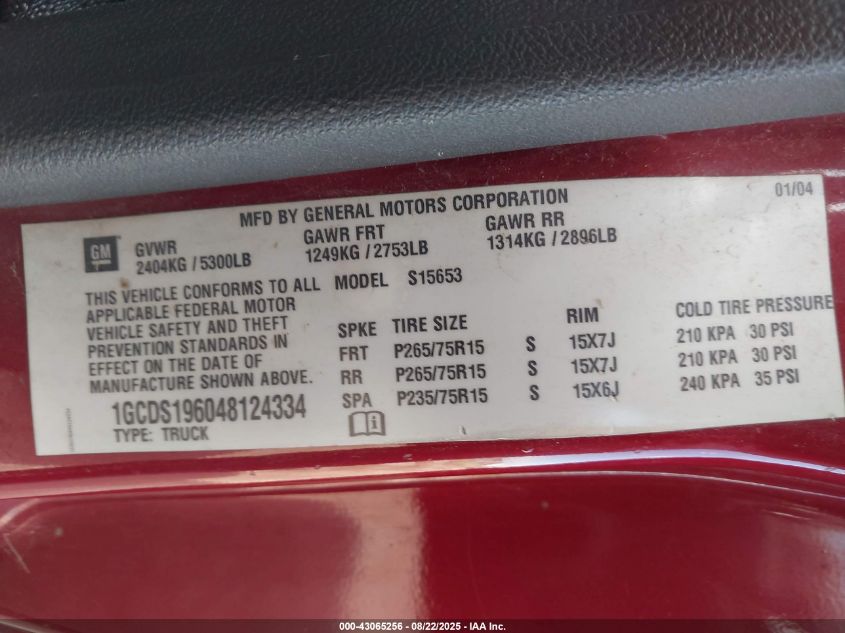 MFD BY GENERAL MOTORS CORPORATION 01/04
GM
GVWR GAWR FRT GAWR RR
2404KG / 5300LB 1249KG / 2753LB 1314KG / 2896LB
THIS VEHICLE CONFORMS TO ALL
APPLICABLE FEDERAL MOTOR
VEHICLE SAFETY AND THEFT
PREVENTION STANDARDS IN
EFFECT ON THE DATE OF
MANUFACTURE SHOWN ABOVE.
1GCDS196048124334
TYPE: TRUCK
MODEL S15653
SPKE TIRE SIZE RIM COLD TIRE PRESSURE
FRT P265/75R15 S 15X7J 210 KPA 30 PSI
RR P265/75R15 S 15X7J 210 KPA 30 PSI
SPA P235/75R15 S 15X6J 240 KPA 35 PSI
000-43065256 - 08/22/2025 - IAA Inc.